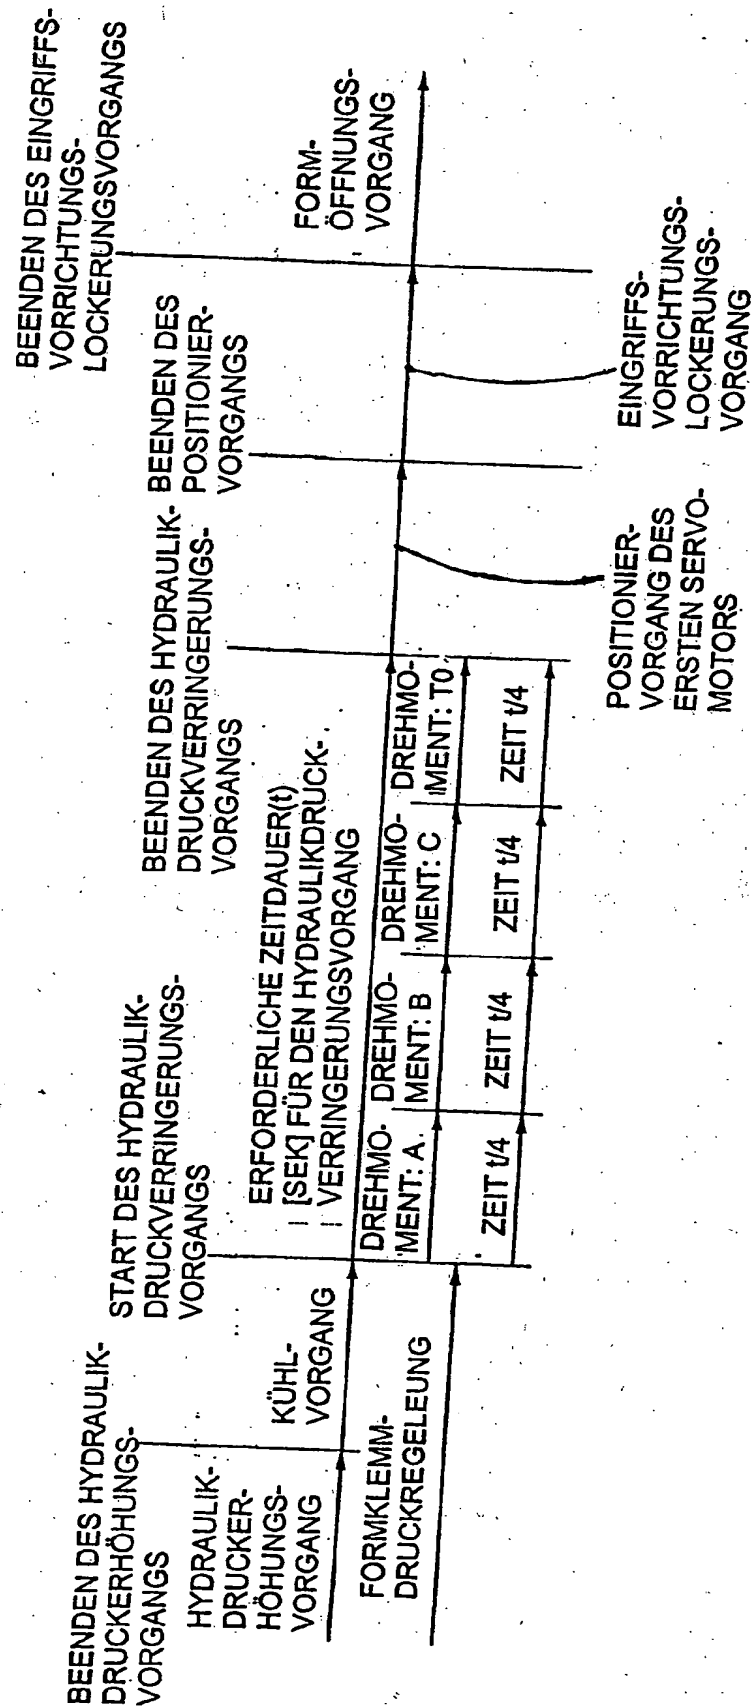 BEENDEN DES HYDRAULIK-
DRUCKERHÖHUNGS-
VORGANGS
HYDRAULIK-
DRUCKER-
HÖHUNGS-
VORGANG
FORMKLEMM-
DRUCKREGELEUNG
KÜHL-
VORGANG
START DES HYDRAULIK-
DRUCKVERRINGERUNGS-
VORGANGS
ERFORDERLICHE ZEITDAUER(t)
[SEK] FÜR DEN HYDRAULIKDRUCK-
VERRINGERUNGSVORGANG
DREHMO-
MENT: A
ZEIT t/4
DREHMO-
MENT: B
ZEIT t/4
DREHMO-
MENT: C
ZEIT t/4
DREHMO-
MENT: T0
ZEIT t/4
BEENDEN DES HYDRAULIK-
DRUCKVERRINGERUNGS-
VORGANGS
BEENDEN DES
POSITIONIER-
VORGANGS
POSITIONIER-
VORGANG DES
ERSTEN SERVO-
MOTORS
BEENDEN DES EINGRIFFS-
VORRICHTUNGS-
LOCKERUNGSVORGANGS
EINGRIFFS-
VORRICHTUNGS-
LOCKERUNGS-
VORGANG
FORM-
ÖFFNUNGS-
VORGANG